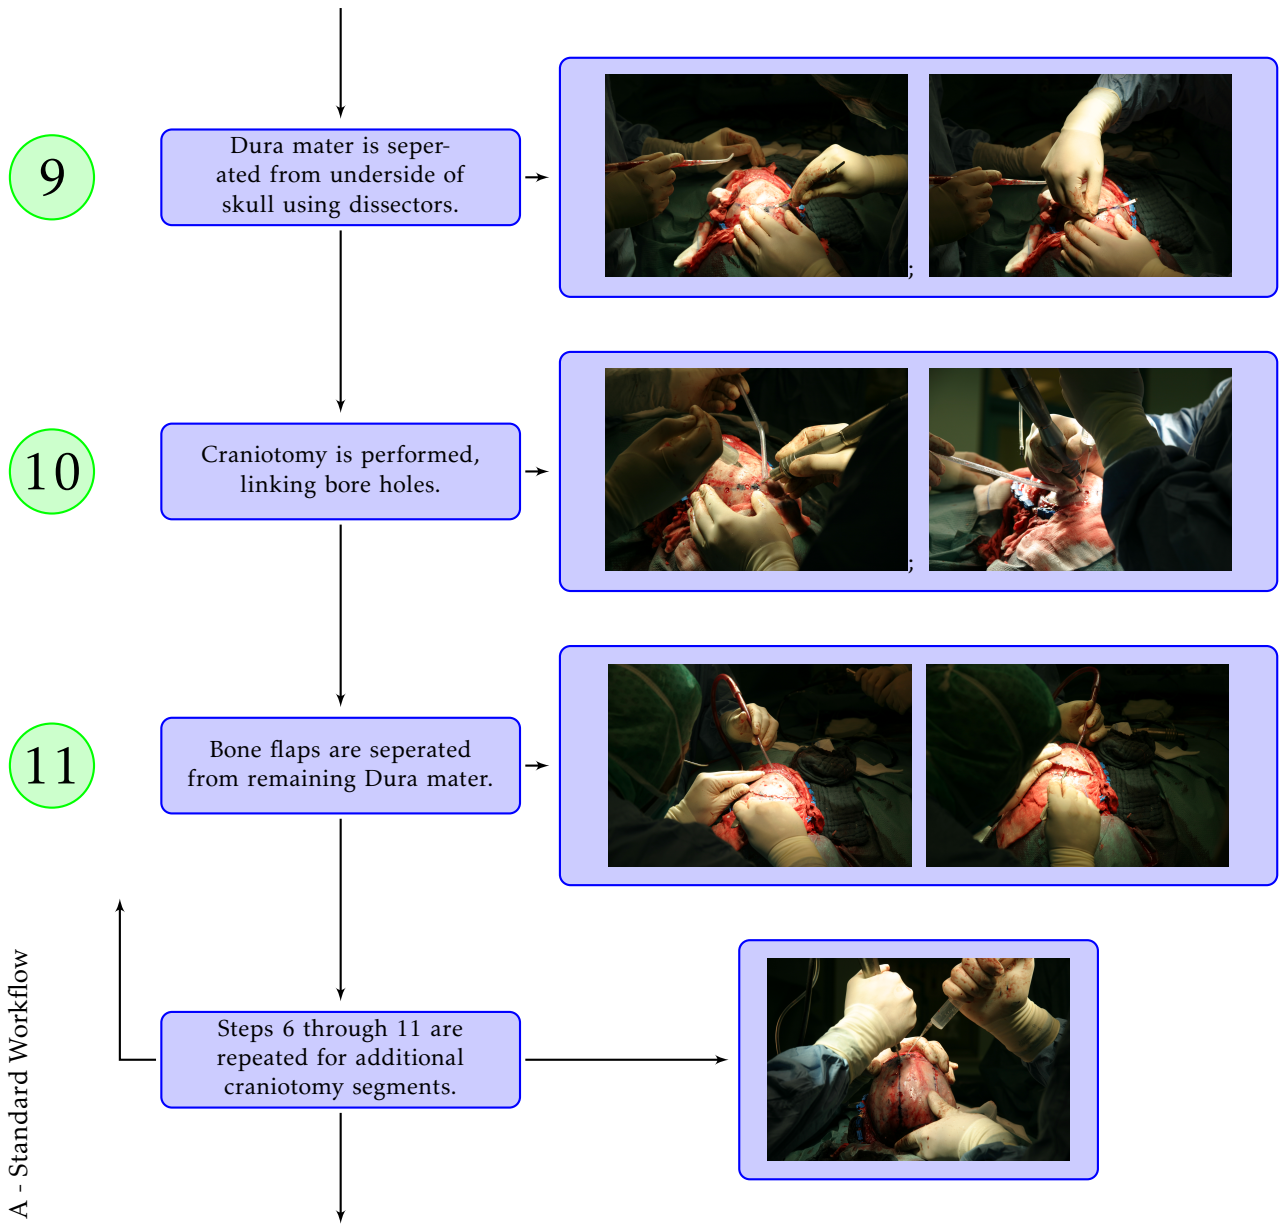 9
Dura mater is seper-
ated from underside of
skull using dissectors.
;
10
Craniotomy is performed,
linking bore holes.
;
11
Bone flaps are seperated
from remaining Dura mater.
Steps 6 through 11 are
repeated for additional
craniotomy segments.
A - Standard Workflow